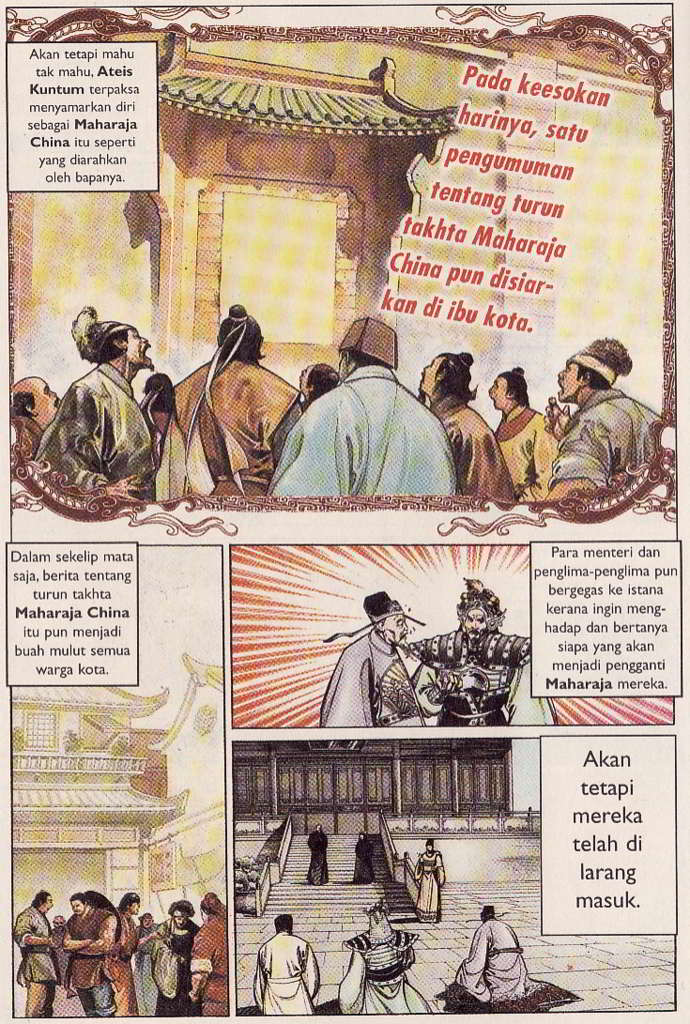 Akan tetapi mahu
tak mahu, Ateis
Kuntum terpaksa
menyamarkan diri
sebagai Maharaja
China itu seperti
yang diarahkan
oleh bapanya.
Pada keesokan
harinya, satu
pengumuman
tentang turun
takhta Maharaja
China pun disiar-
kan di ibu kota.
Dalam sekelip mata
saja, berita tentang
turun takhta
Maharaja China
itu pun menjadi
buah mulut semua
warga kota.
Para menteri dan
penglima-penglima pun
bergegas ke istana
kerana ingin meng-
hadap dan bertanya
siapa yang akan
menjadi pengganti
Maharaja mereka.
Akan
tetapi
mereka
telah di
larang
masuk.